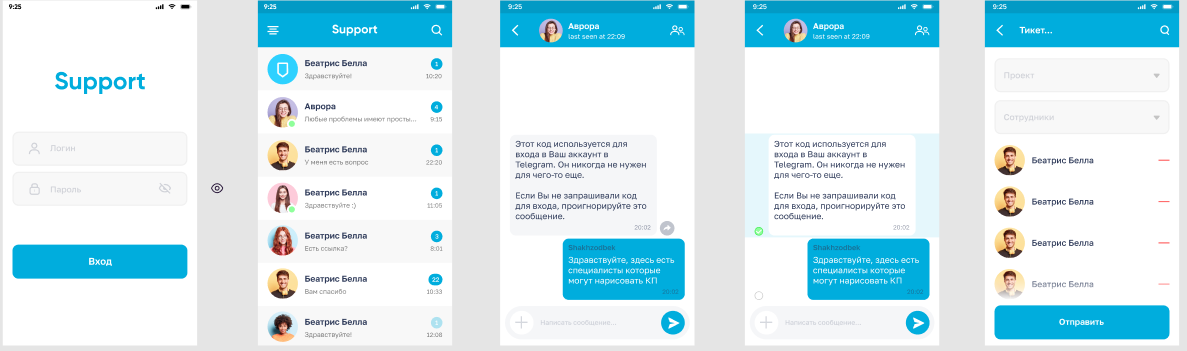 9:25
Support
Логин
Пароль
Вход
9:25
Support
Беатрис Белла
1
Здравствуйте!
10:20
Аврора
4
Любые проблемы имеют просты...
9:15
Беатрис Белла
1
У меня есть вопрос
22:20
Беатрис Белла
1
Здравствуйте :)
11:05
Беатрис Белла
3
Есть ссылка?
8:01
Беатрис Белла
22
Вам спасибо
10:33
Беатрис Белла
1
Здравствуйте!
12:08
9:25
Аврора
last seen at 22:09
Этот код используется для
входа в Ваш аккаунт в
Telegram. Он никогда не нужен
для чего-то еще.
Если Вы не запрашивали код
для входа, проигнорируйте это
сообщение.
20:02
Shakhzodbek
Здравствуйте, здесь есть
специалисты которые
могут нарисовать КП
20:02
Написать сообщение...
9:25
Аврора
last seen at 22:09
Этот код используется для
входа в Ваш аккаунт в
Telegram. Он никогда не нужен
для чего-то еще.
Если Вы не запрашивали код
для входа, проигнорируйте это
сообщение.
20:02
Shakhzodbek
Здравствуйте, здесь есть
специалисты которые
могут нарисовать КП
20:02
Написать сообщение...
9:25
Тикет...
Проект
Сотрудники
Беатрис Белла
Беатрис Белла
Беатрис Белла
Беатрис Белла
Отправить